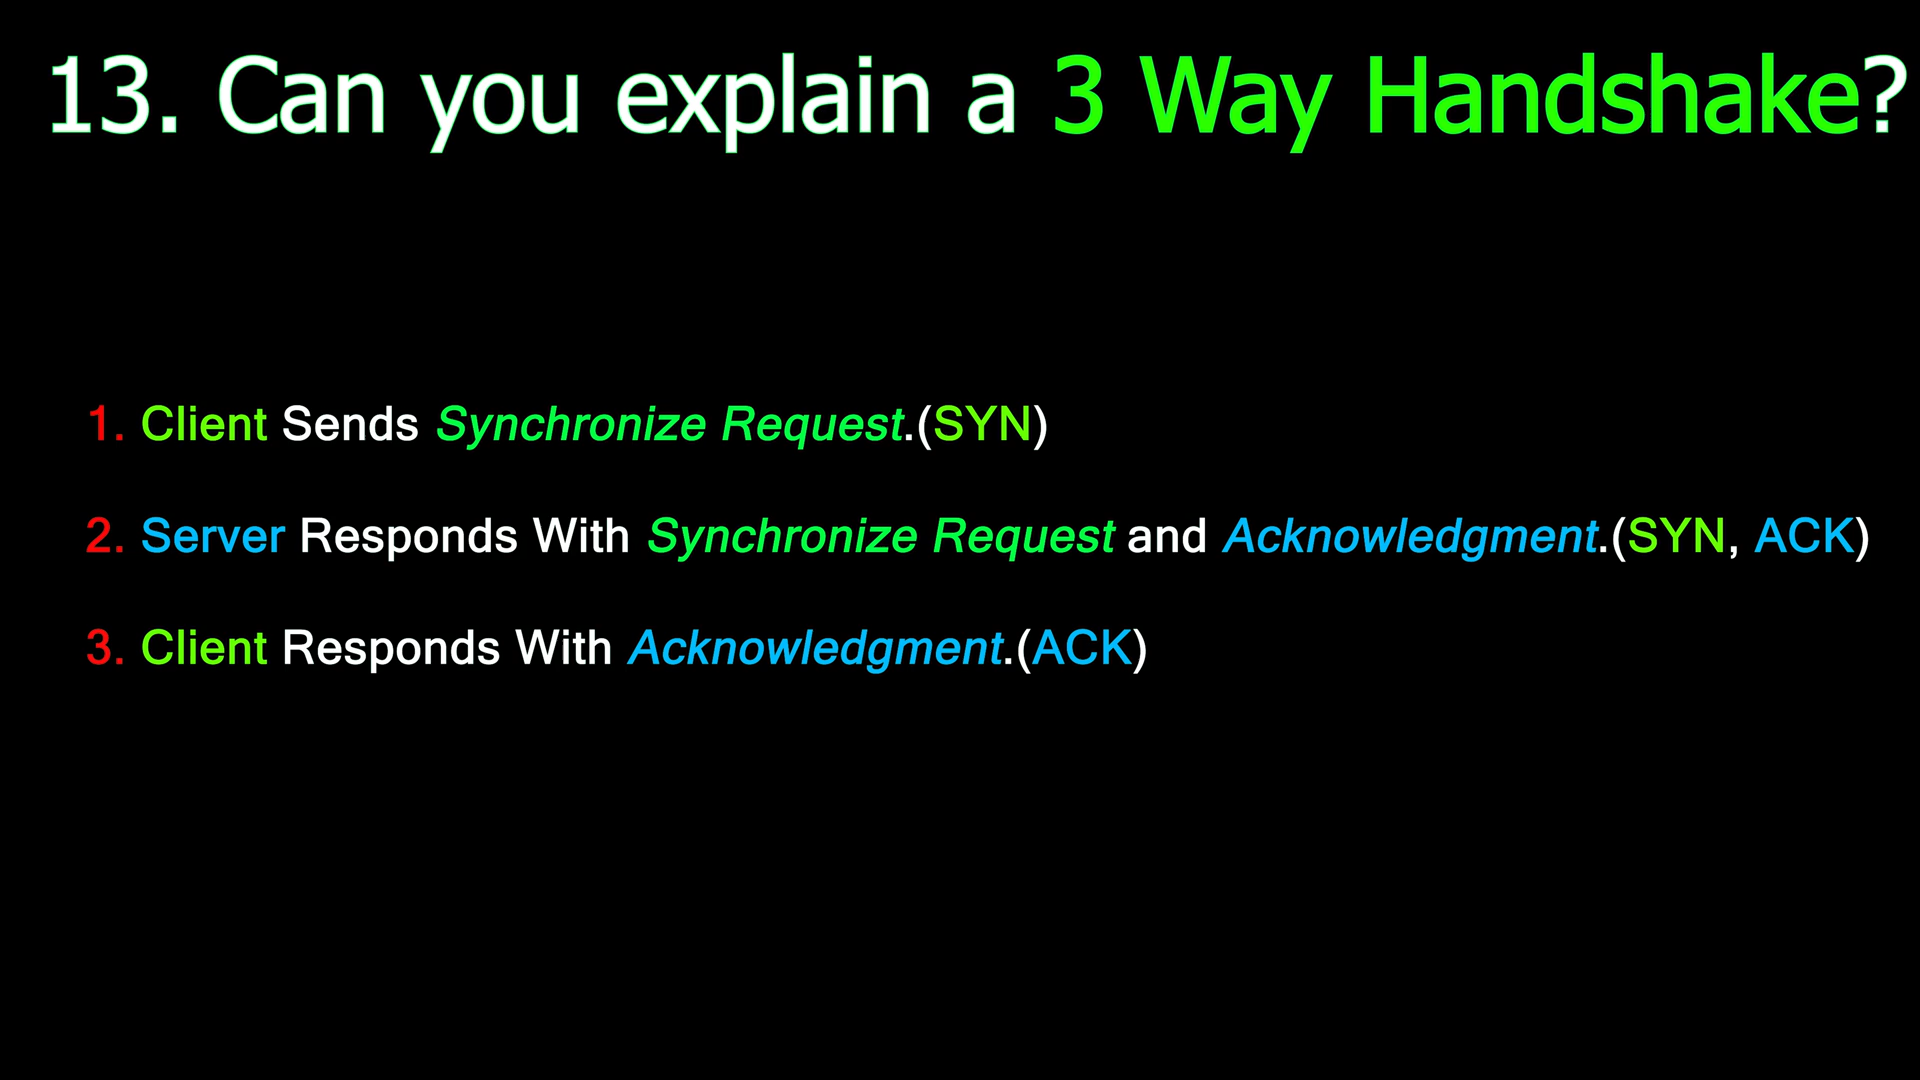 13. Can you explain a 3 Way Handshake?
1. Client Sends Synchronize Request.(SYN)
2. Server Responds With Synchronize Request and Acknowledgment.(SYN, ACK)
3. Client Responds With Acknowledgment.(ACK)